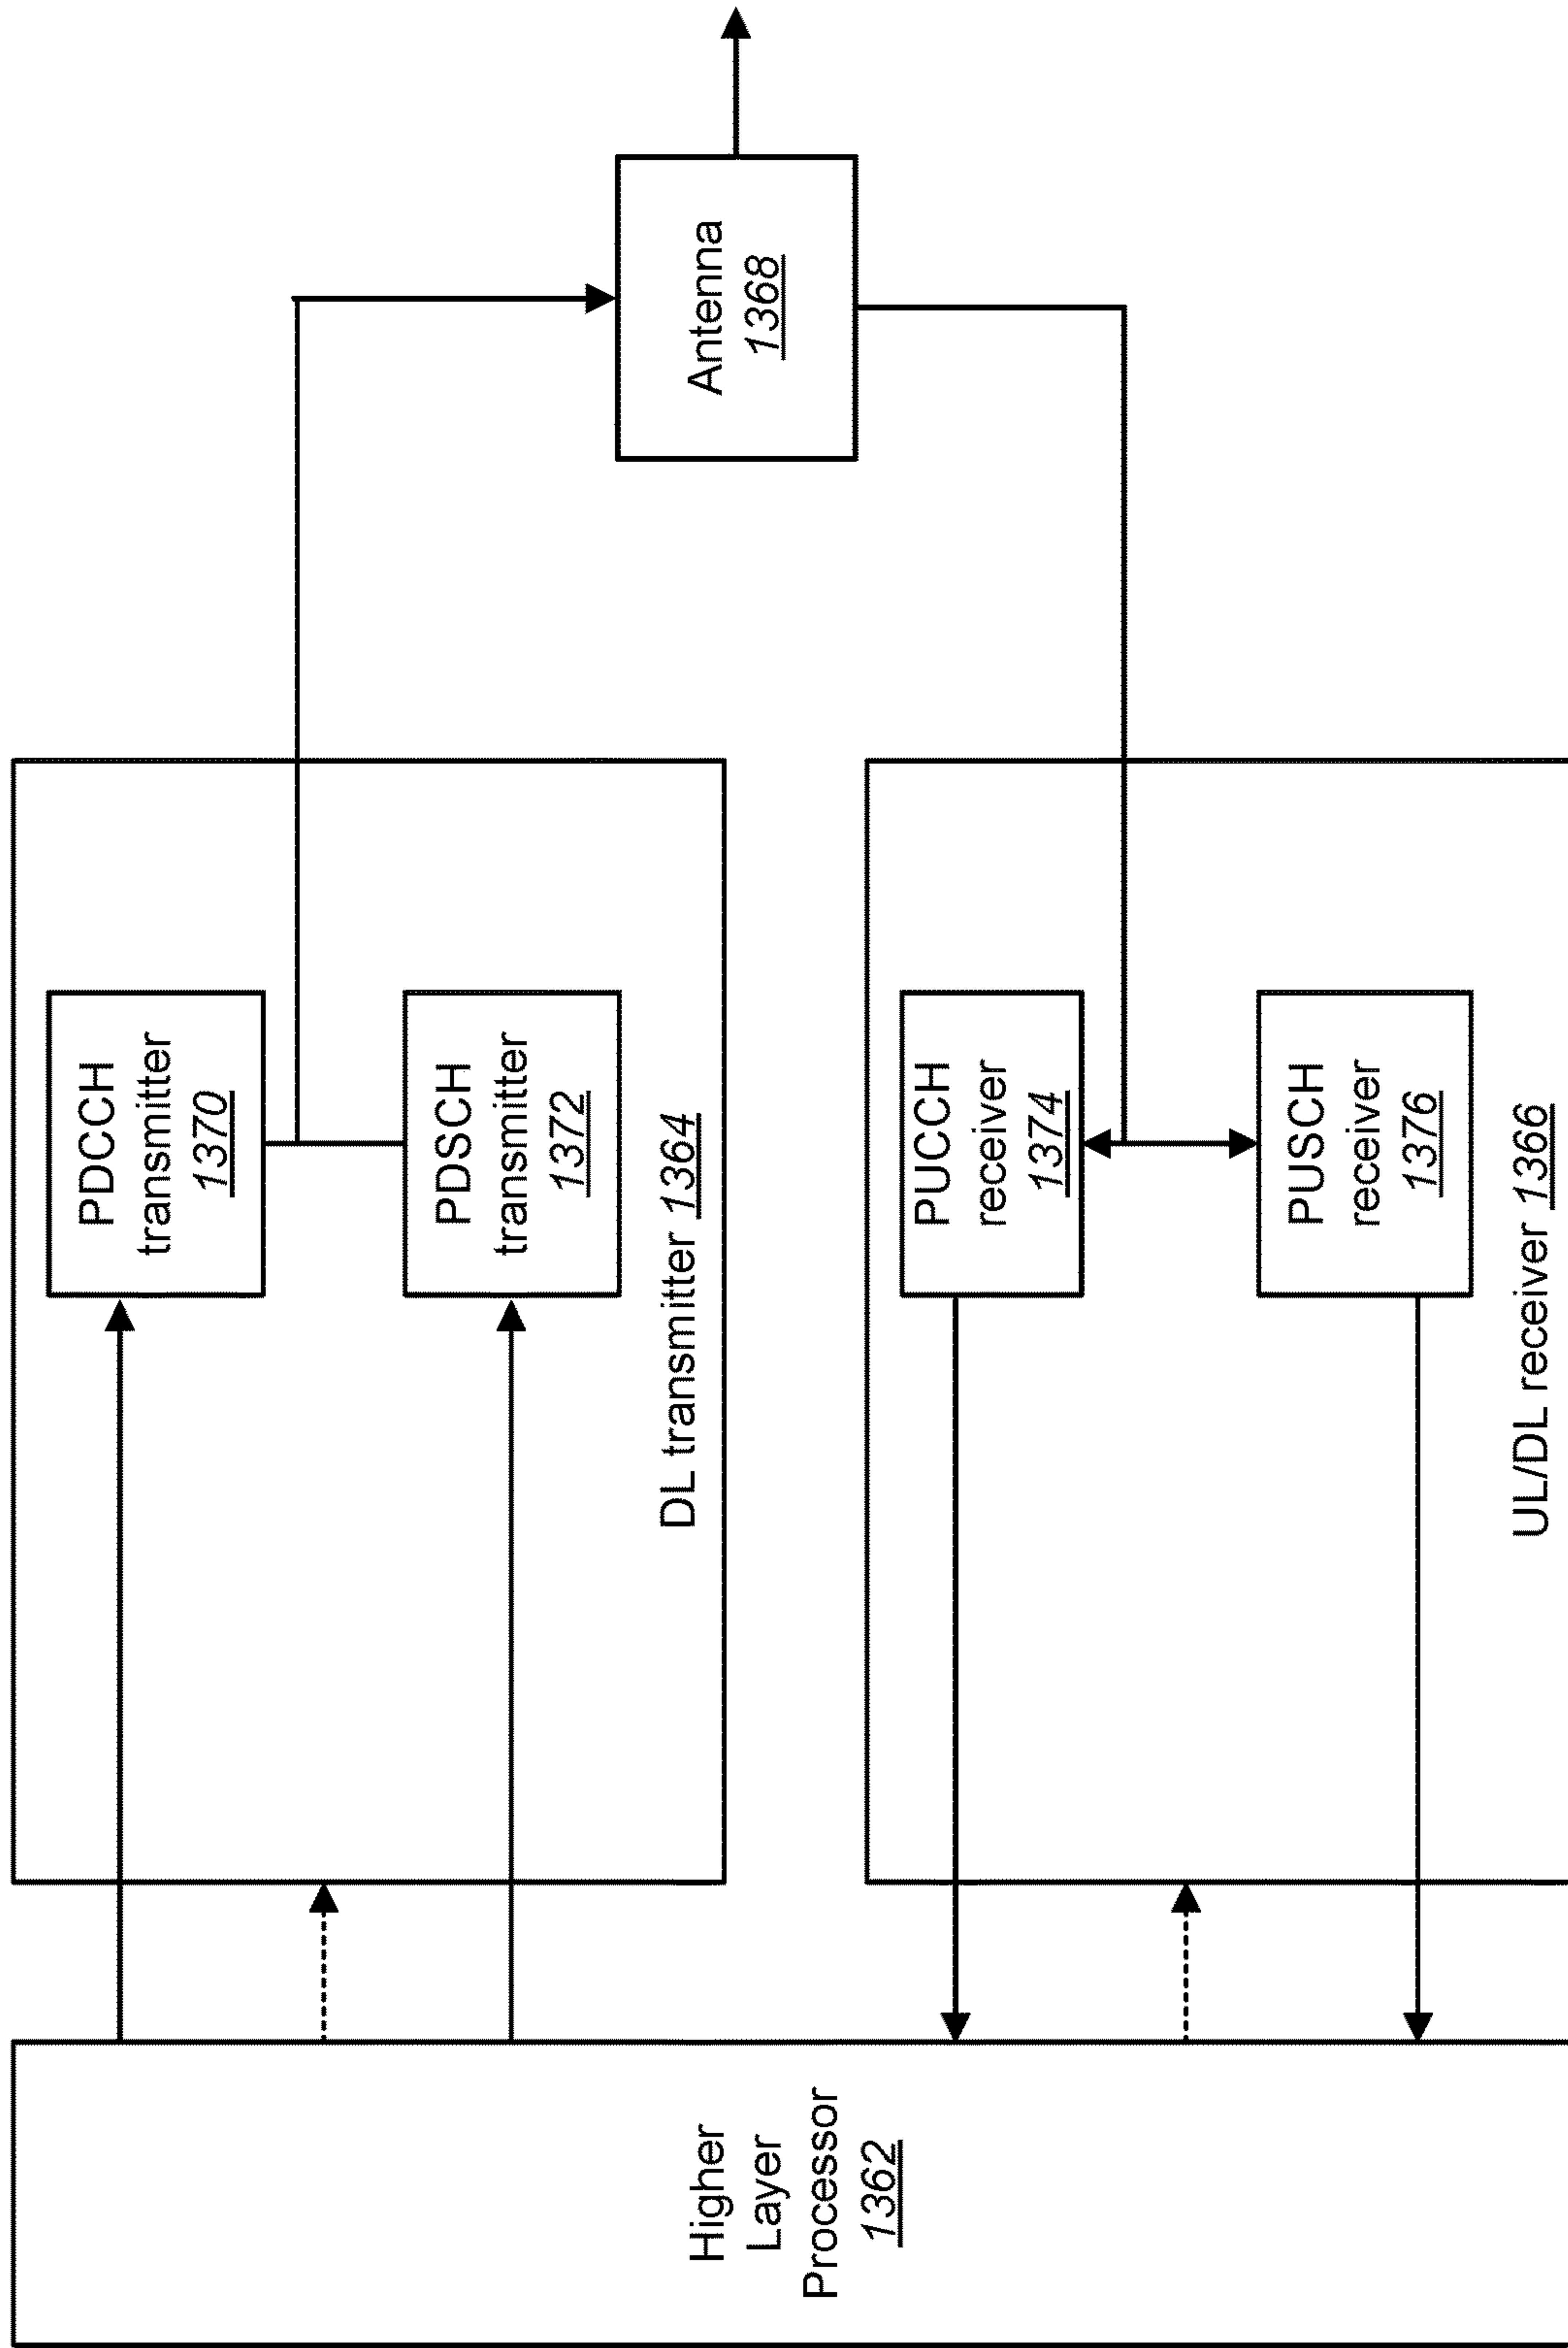 Higher
Layer
Processor
1362
PDCCH
transmitter
1370
PDSCH
transmitter
1372
DL transmitter 1364
PUCCH
receiver
1374
PUSCH
receiver
1376
UL/DL receiver 1366
Antenna
1368